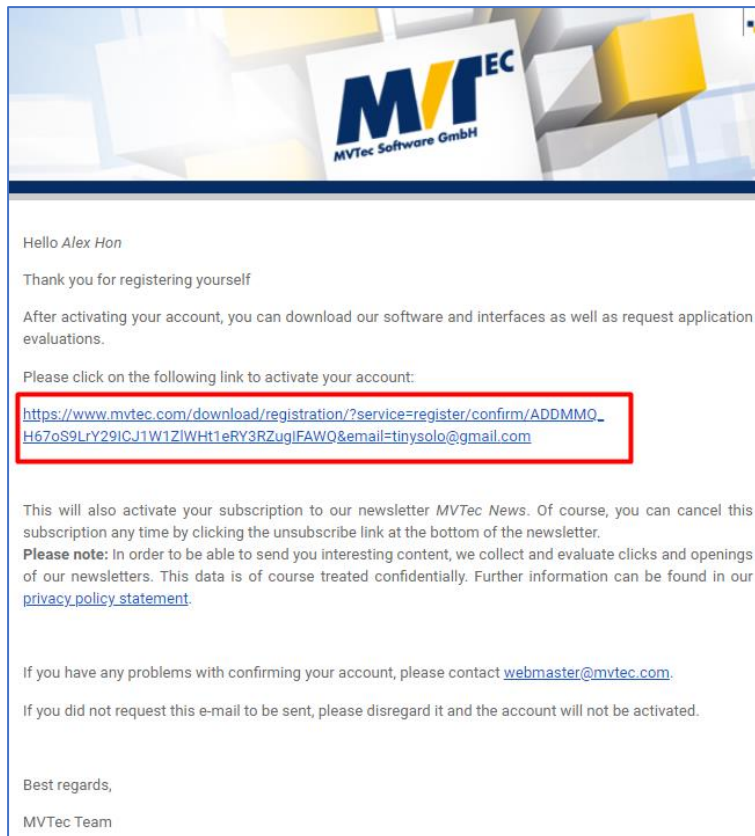 MVTEC
MVTec Software GmbH
Hello Alex Hon
Thank you for registering yourself
After activating your account, you can download our software and interfaces as well as request application
evaluations.
Please click on the following link to activate your account:
https://www.mvtec.com/download/registration/?service=register/confirm/ADDMMQ_
H67oS9LrY29ICJ1W1ZlWHt1eRY3RZugIFAWQ&email=tinysolo@gmail.com
This will also activate your subscription to our newsletter MVTec News. Of course, you can cancel this
subscription any time by clicking the unsubscribe link at the bottom of the newsletter.
Please note: In order to be able to send you interesting content, we collect and evaluate clicks and openings
of our newsletters. This data is of course treated confidentially. Further information can be found in our
privacy policy statement.
If you have any problems with confirming your account, please contact webmaster@mvtec.com.
If you did not request this e-mail to be sent, please disregard it and the account will not be activated.
Best regards,
MVTec Team